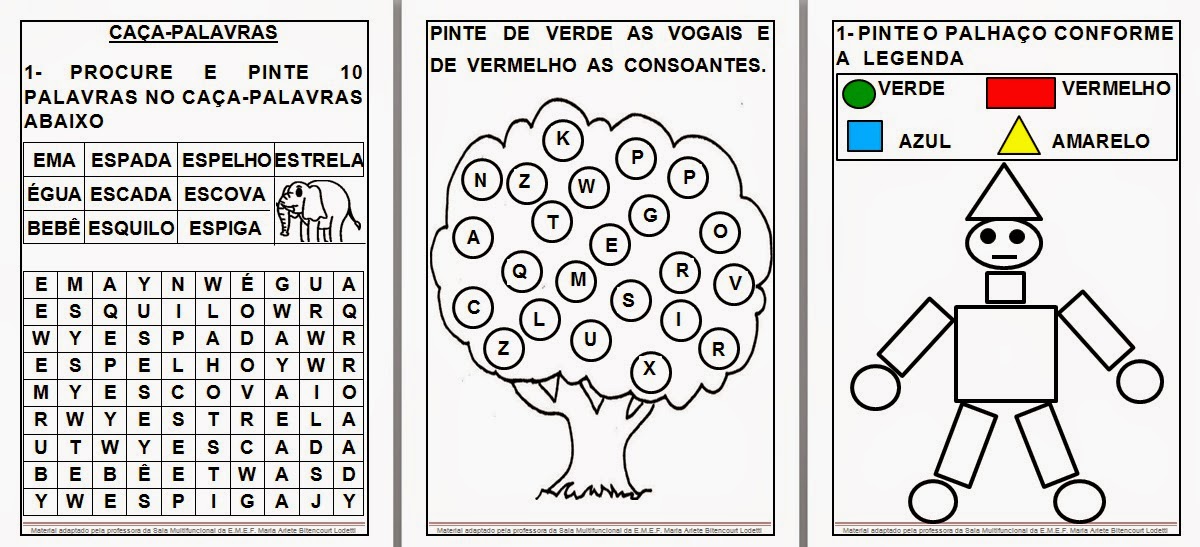 CAÇA-PALAVRAS
1- PROCURE E PINTE 10
PALAVRAS NO CAÇA-PALAVRAS
ABAIXO
EMA ESPADA ESPELHO ESTRELA
ÉGUA ESCADA ESCOVA
BEBÊ ESQUILO ESPIGA
E M A Y N W É G U A
E S Q U I L O W R Q
W Y E S P A D A W R
E S P E L H O Y W R
M Y E S C O V A I O
R W Y E S T R E L A
U T W Y E S C A D A
B E B Ê E T W A S D
Y W E S P I G A J Y
Material adaptado pela professora da Sala Multifuncional da E.M.E.F. Maria Arlete Bitencourt Lodetti
PINTE DE VERDE AS VOGAIS E
DE VERMELHO AS CONSOANTES.
K
P
N Z W P
T G
A E O
Q M R V
C L S I
Z U X R
Material adaptado pela professora da Sala Multifuncional da E.M.E.F. Maria Arlete Bitencourt Lodetti
1- PINTE O PALHAÇO CONFORME
A LEGENDA
VERDE VERMELHO
AZUL AMARELO
Material adaptado pela professora da Sala Multifuncional da E.M.E.F. Maria Arlete Bitencourt Lodetti